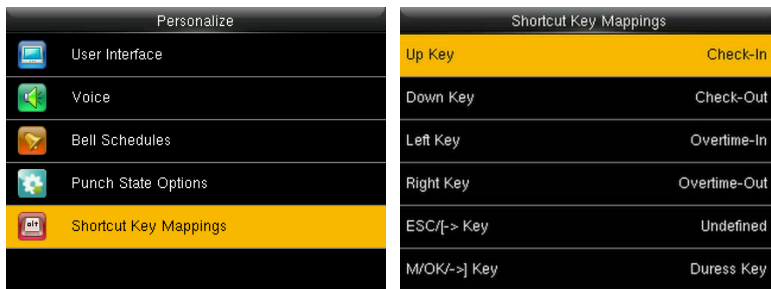 Personalize
User Interface
Voice
Bell Schedules
Punch State Options
alt
Shortcut Key Mappings
Shortcut Key Mappings
Up Key Check-In
Down Key Check-Out
Left Key Overtime-In
Right Key Overtime-Out
ESC/[-> Key Undefined
M/OK/->] Key Duress Key